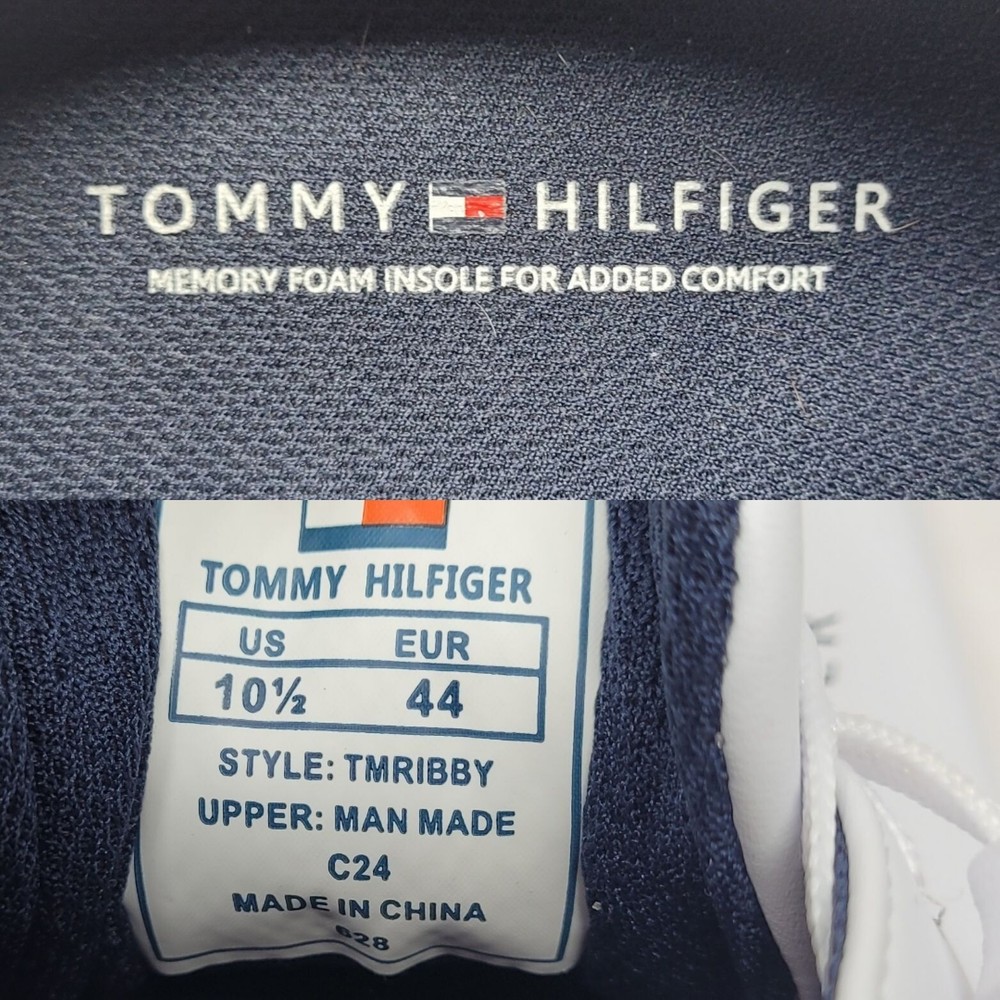 TOMMY HILFIGER
MEMORY FOAM INSOLE FOR ADDED COMFORT
TOMMY HILFIGER
US EUR
10½ 44
STYLE: TMRIBBY
UPPER: MAN MADE
C24
MADE IN CHINA
628